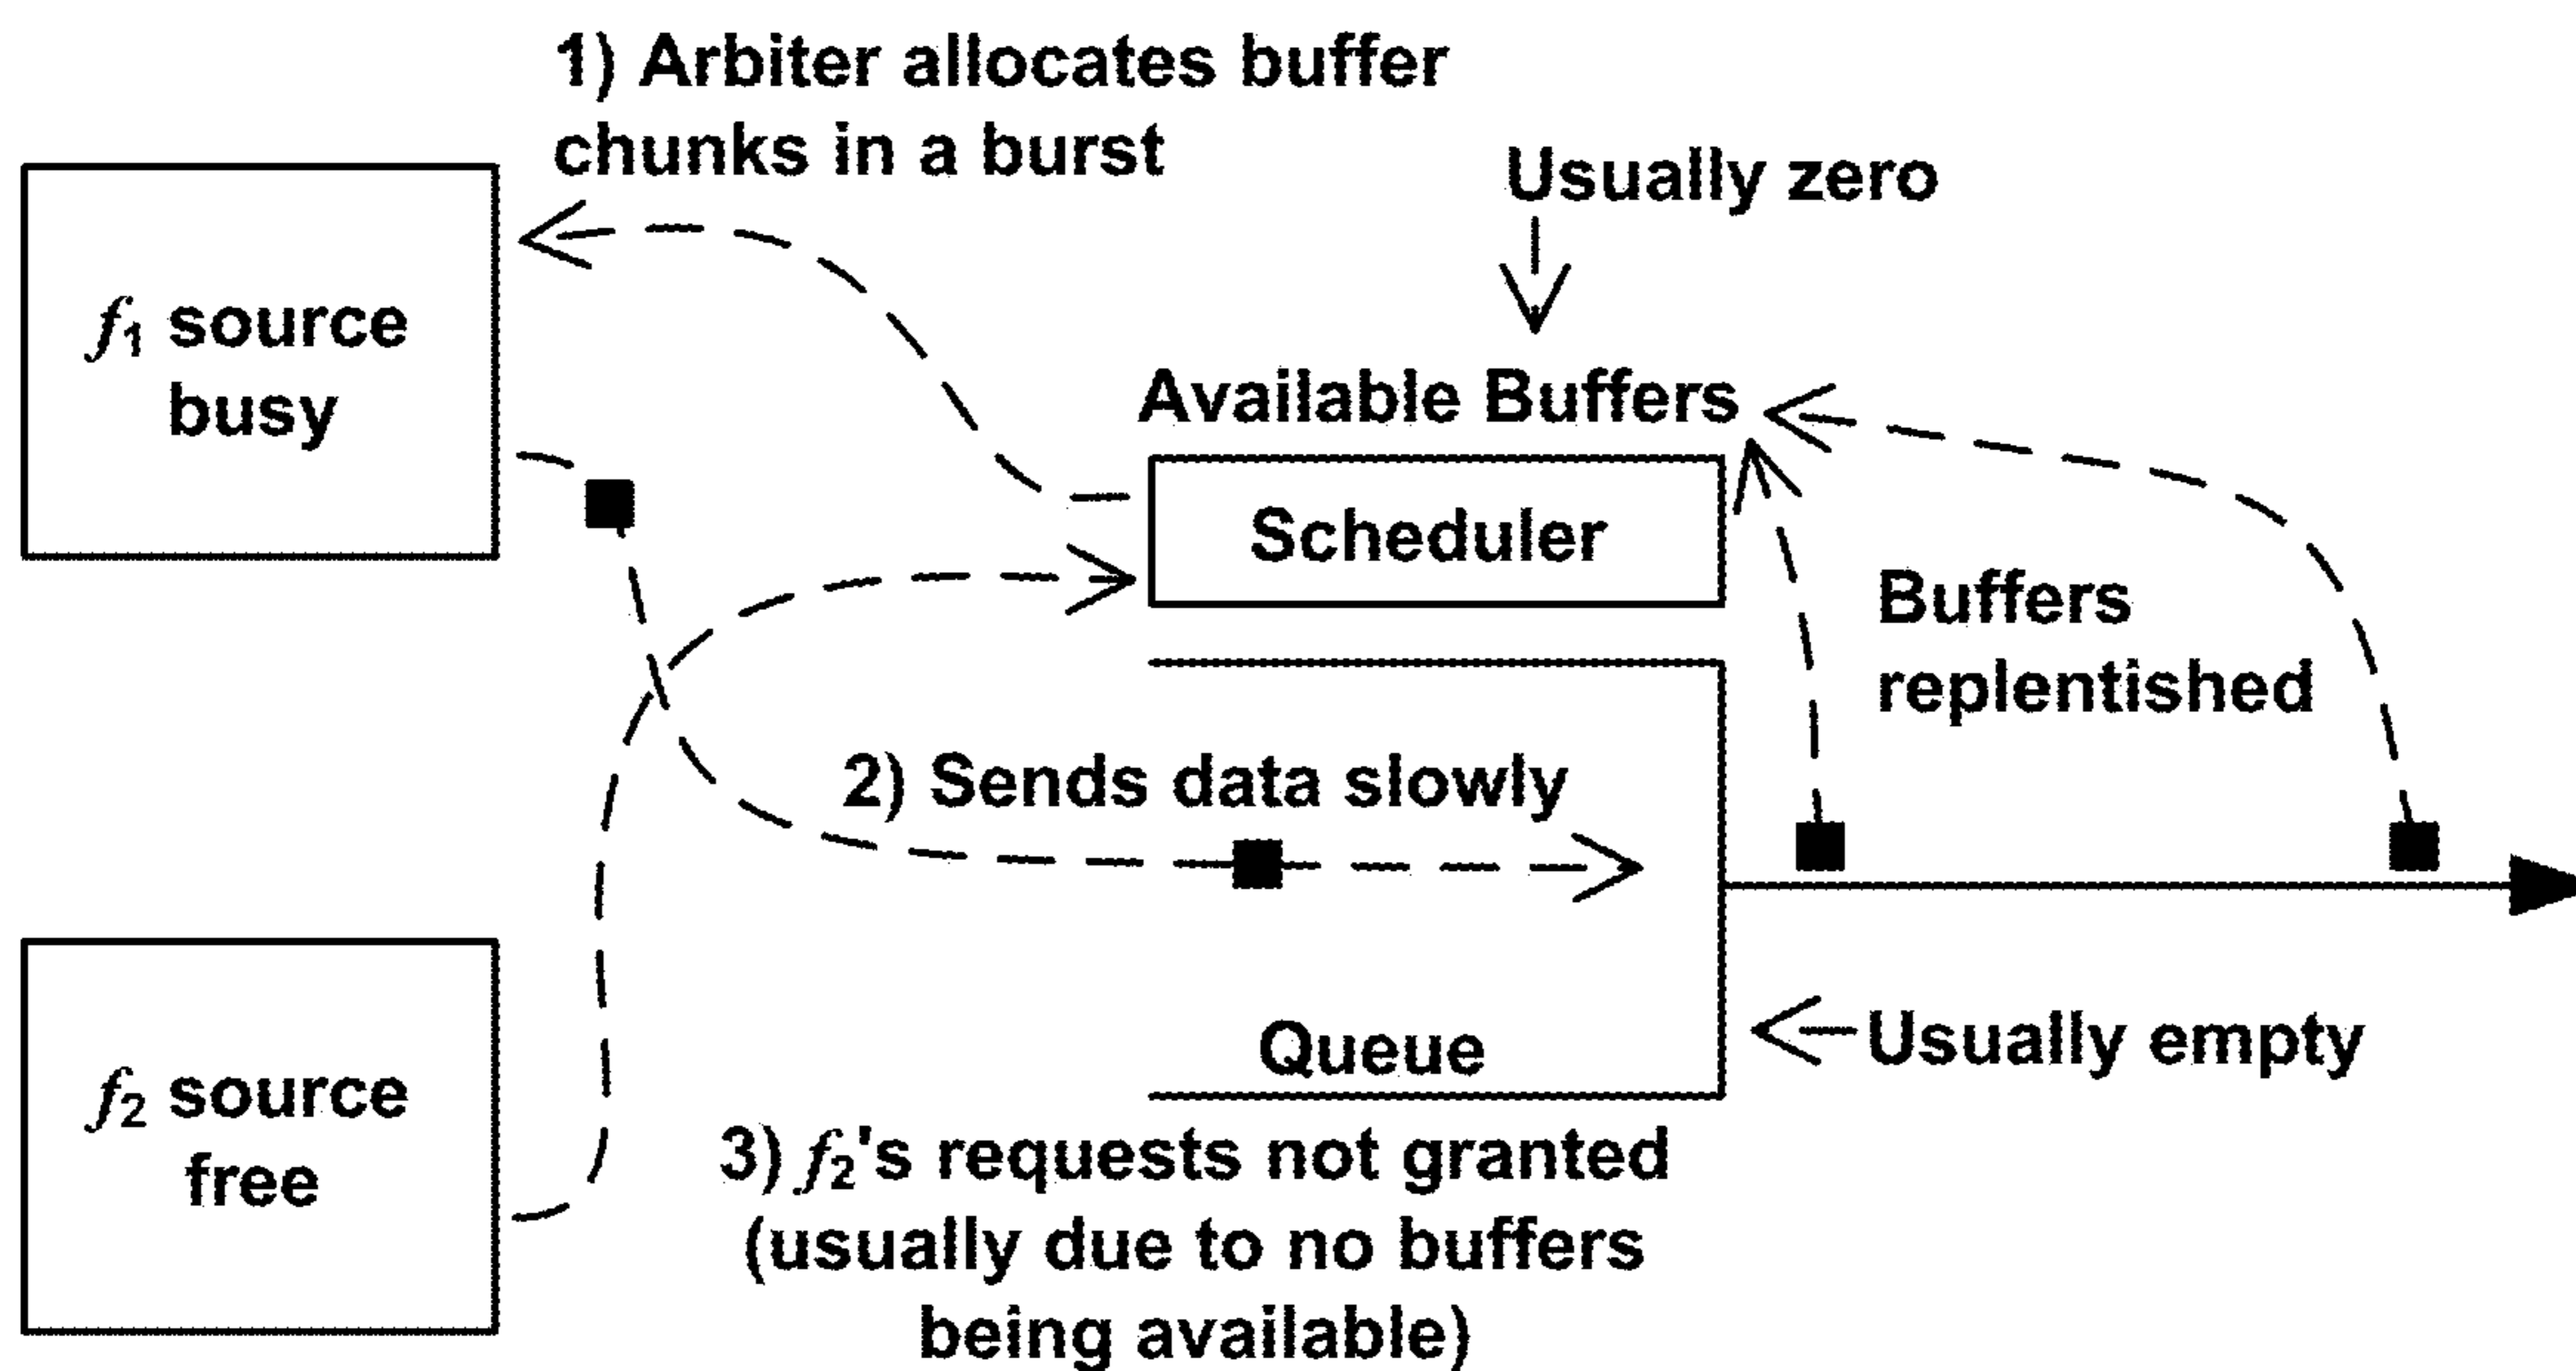 1) Arbiter allocates buffer
chunks in a burst
Usually zero
f1 source
busy
Available Buffers
Scheduler
Buffers
replentished
2) Sends data slowly
Queue
Usually empty
f2 source
free
3) f2's requests not granted
(usually due to no buffers
being available)